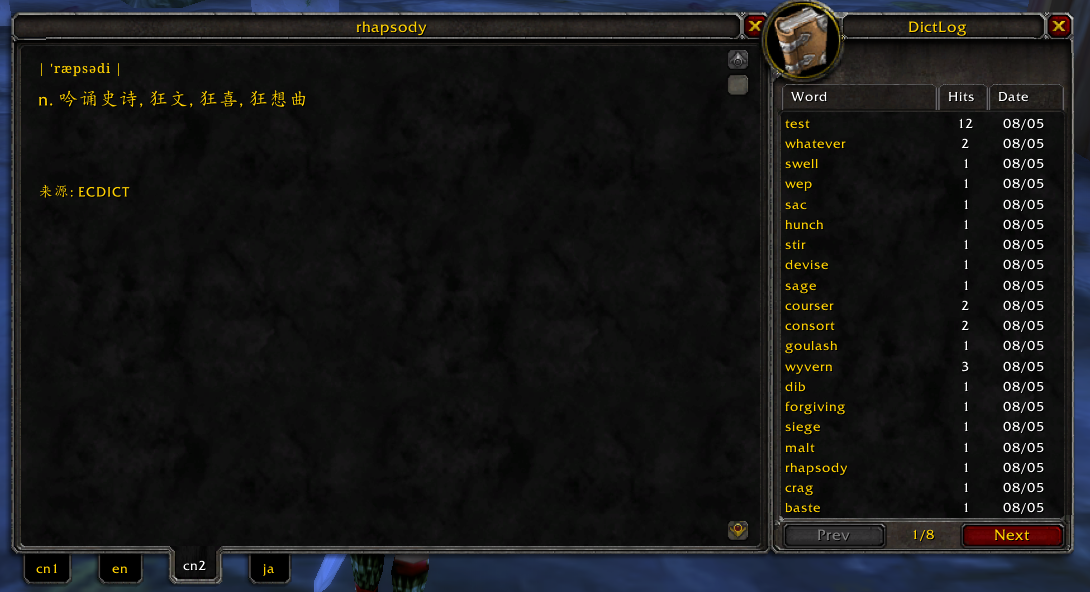 rhapsody
| 'ræpsədi |
n. 吟诵史诗, 狂文, 狂喜, 狂想曲
来源: ECDICT
cn1 en cn2 ja
DictLog
Word Hits Date
test 12 08/05
whatever 2 08/05
swell 1 08/05
wep 1 08/05
sac 1 08/05
hunch 1 08/05
stir 1 08/05
devise 1 08/05
sage 1 08/05
courser 2 08/05
consort 2 08/05
goulash 1 08/05
wyvern 3 08/05
dib 1 08/05
forgiving 1 08/05
siege 1 08/05
malt 1 08/05
rhapsody 1 08/05
crag 1 08/05
baste 1 08/05
Prev 1/8 Next